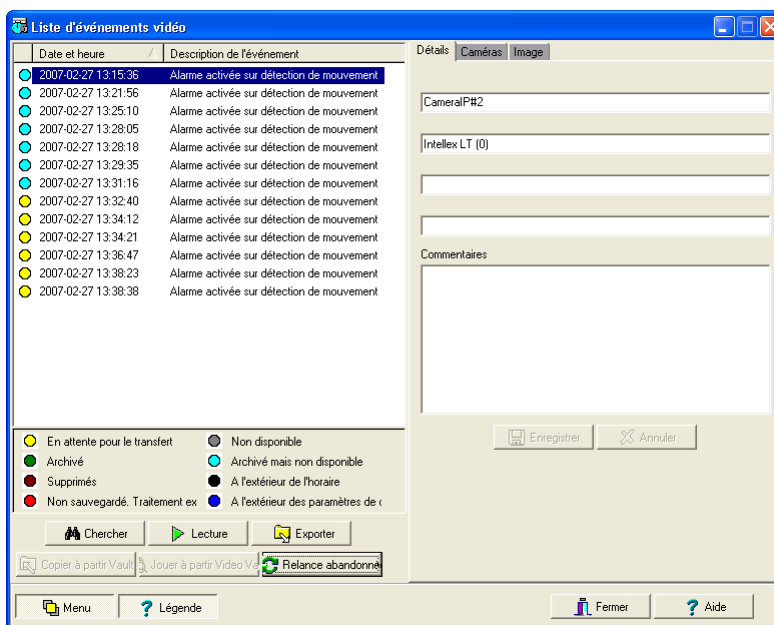 Liste d'événements vidéo
Date et heure Description de l'événement
2007-02-27 13:15:36 Alarme activée sur détection de mouvement
2007-02-27 13:21:56 Alarme activée sur détection de mouvement
2007-02-27 13:25:10 Alarme activée sur détection de mouvement
2007-02-27 13:28:05 Alarme activée sur détection de mouvement
2007-02-27 13:28:18 Alarme activée sur détection de mouvement
2007-02-27 13:29:35 Alarme activée sur détection de mouvement
2007-02-27 13:31:16 Alarme activée sur détection de mouvement
2007-02-27 13:32:40 Alarme activée sur détection de mouvement
2007-02-27 13:34:12 Alarme activée sur détection de mouvement
2007-02-27 13:34:21 Alarme activée sur détection de mouvement
2007-02-27 13:36:47 Alarme activée sur détection de mouvement
2007-02-27 13:38:23 Alarme activée sur détection de mouvement
2007-02-27 13:38:38 Alarme activée sur détection de mouvement
En attente pour le transfert Non disponible
Archivé Archivé mais non disponible
Supprimés A l'extérieur de l'horaire
Non sauvegardé. Traitement ex A l'extérieur des paramètres de c
Chercher Lecture Exporter
Copier à partir Vault Jouer à partir Video Va Relance abandonné
Menu Légende
Détails Caméras Image
CameraIP#2
Intellex LT (0)
Commentaires
Enregistrer Annuler
Fermer Aide